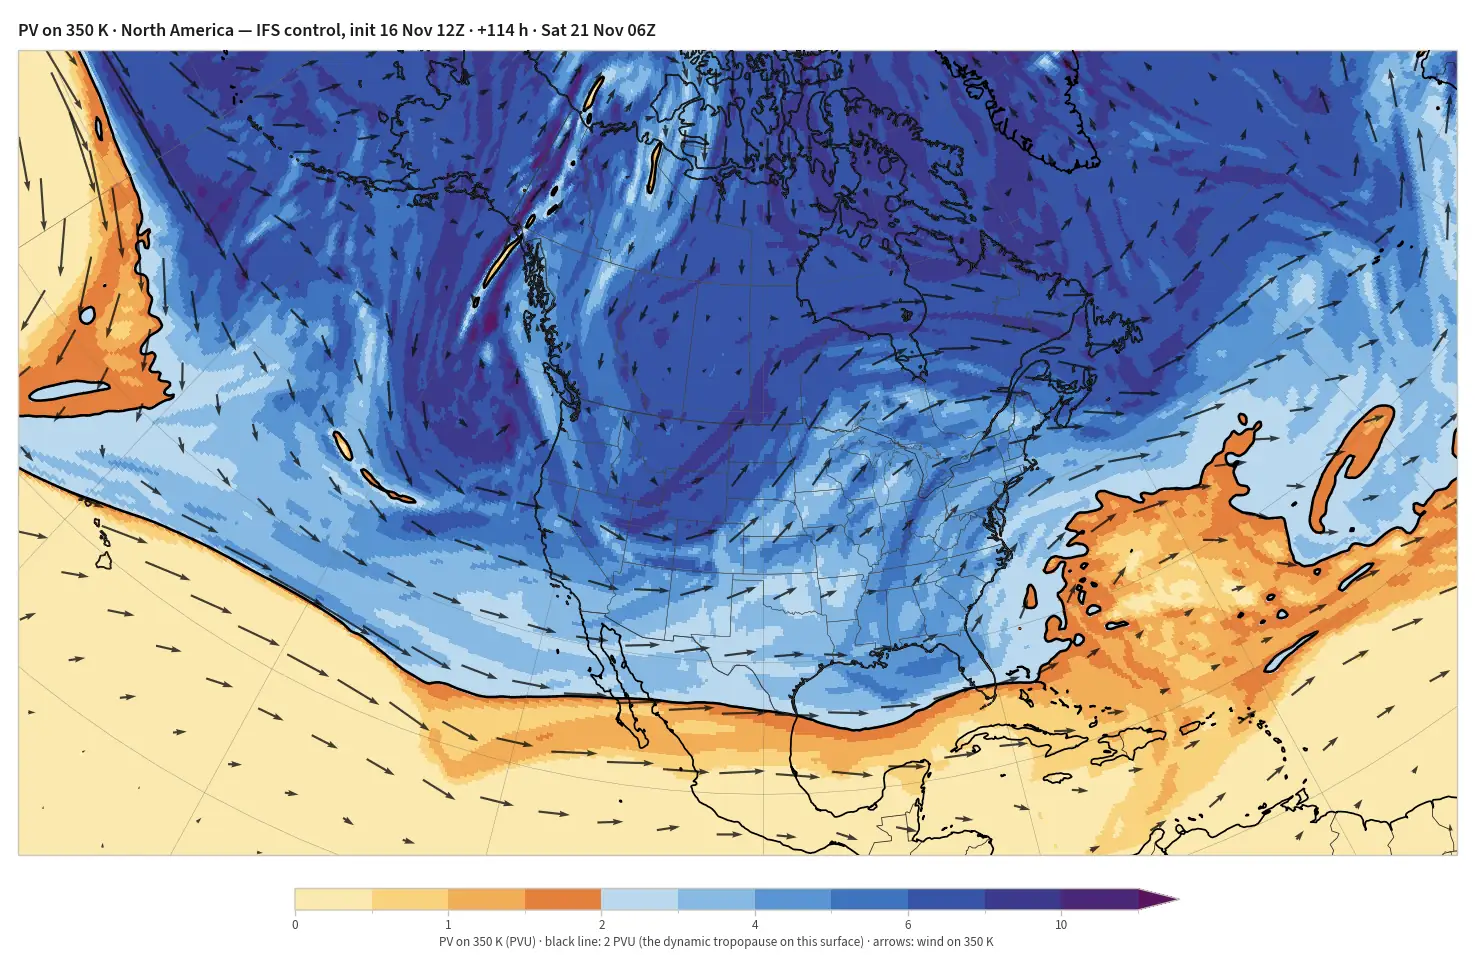 PV on 350 K · North America — IFS control, init 16 Nov 12Z · +114 h · Sat 21 Nov 06Z
0 1 2 4 6 10
PV on 350 K (PVU) · black line: 2 PVU (the dynamic tropopause on this surface) · arrows: wind on 350 K